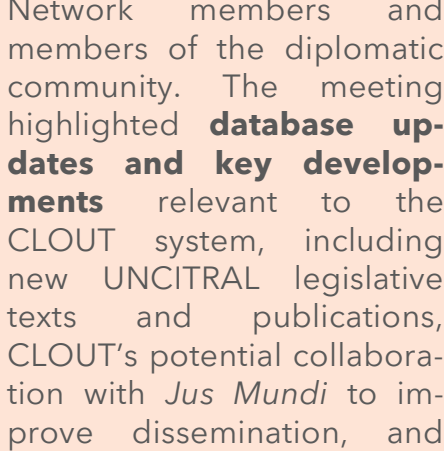 Network members and
members of the diplomatic
community. The meeting
highlighted database up-
dates and key develop-
ments relevant to the
CLOUT system, including
new UNCITRAL legislative
texts and publications,
CLOUT's potential collabora-
tion with Jus Mundi to im-
prove dissemination, and